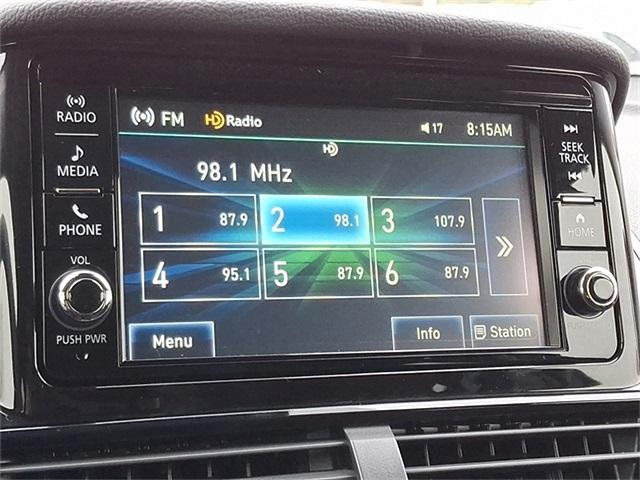 RADIO
MEDIA
PHONE
VOL
PUSH PWR
FM HD Radio 17 8:15AM
HD
98.1 MHz
1 87.9 2 98.1 3 107.9
4 95.1 5 87.9 6 87.9
Menu Info Station
SEEK
TRACK
HOME